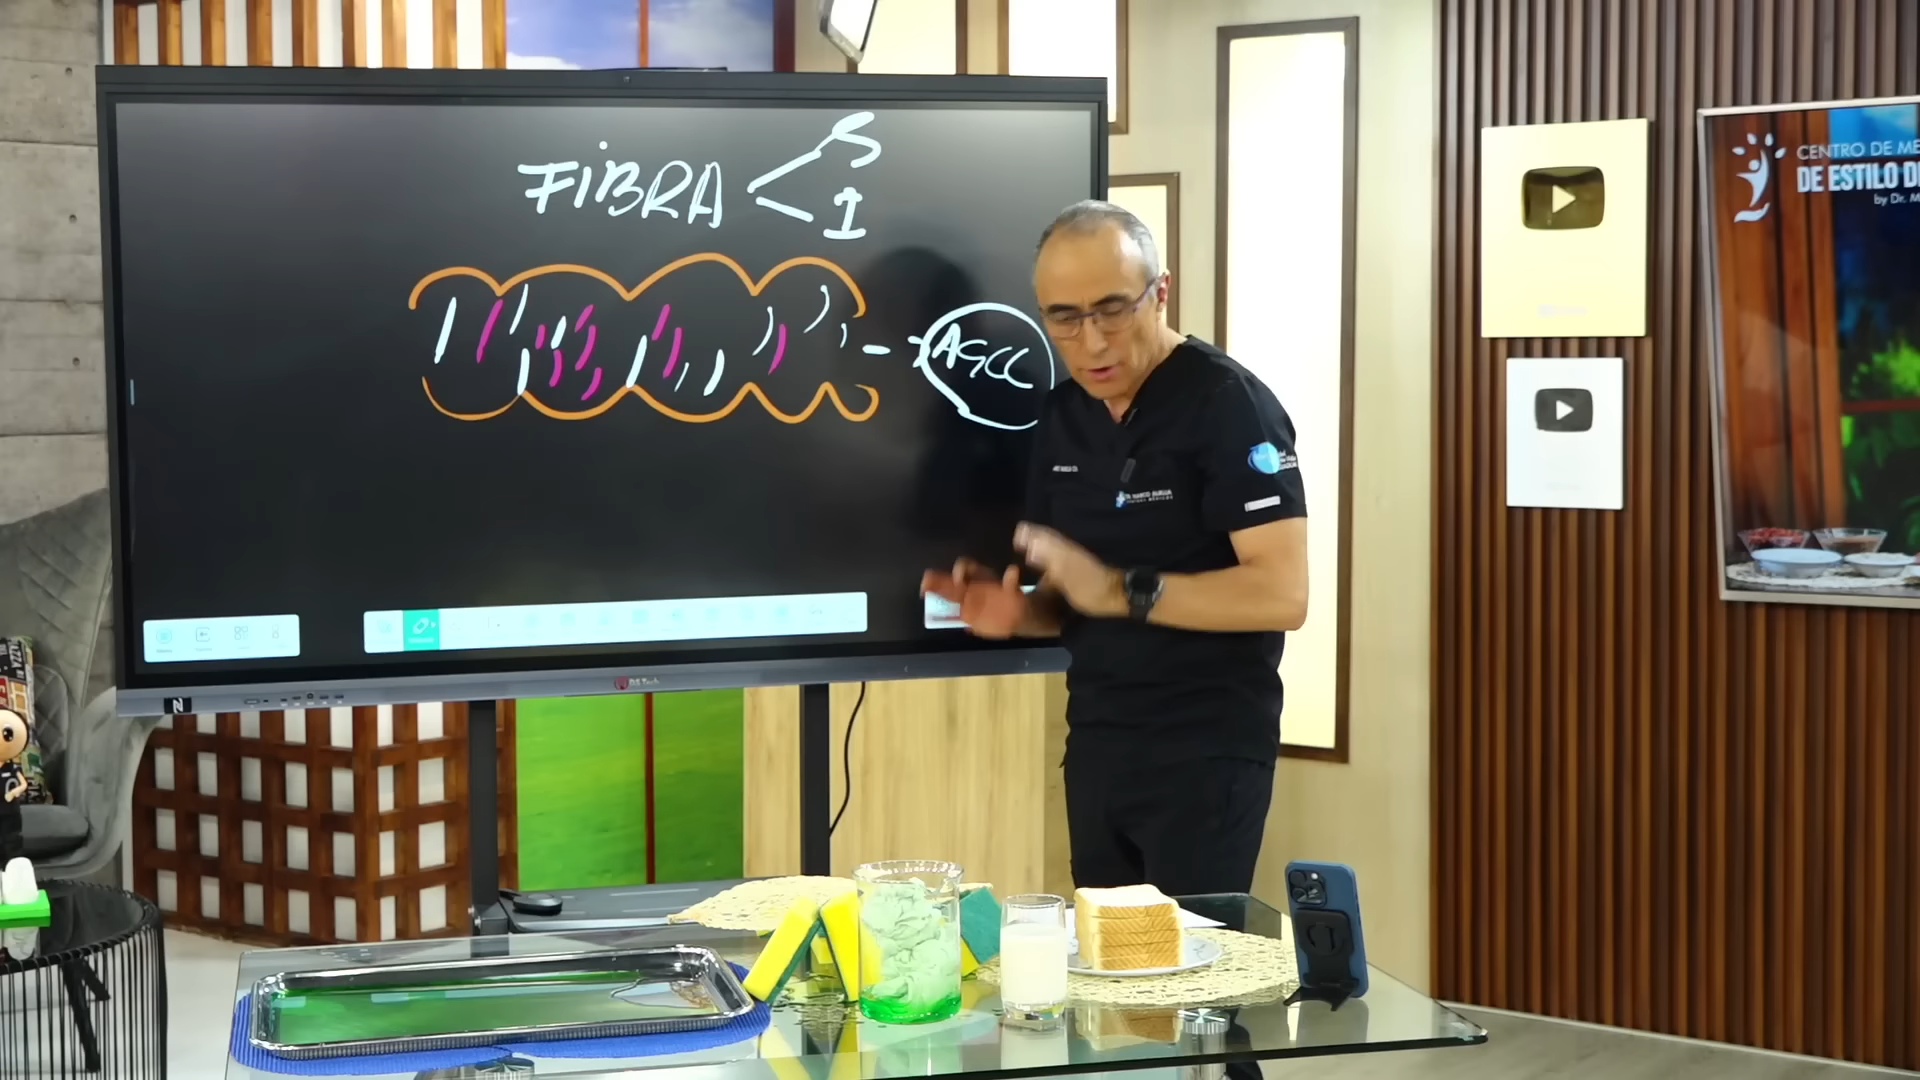 FIBRA < S
I
AGCC
CENTRO DE ME
DE ESTILO D
by Dr. M